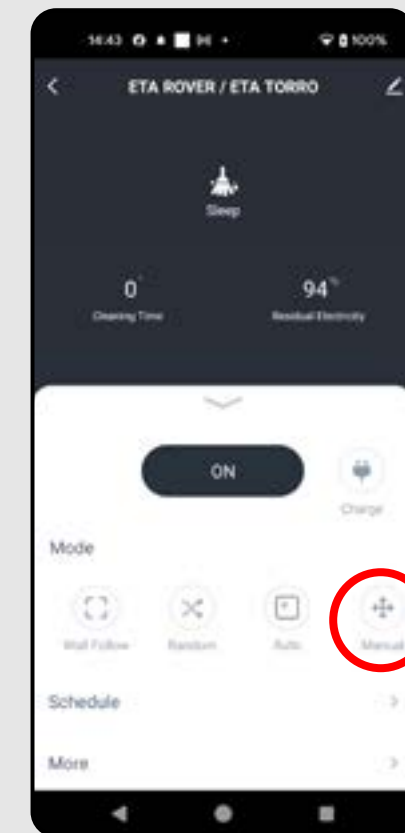 14:43 100%
ETA ROVER / ETA TORRO
Sleep
0' 94%
Cleaning Time Residual Electricity
ON
Charge
Mode
Wall Follow Random Auto Manual
Schedule
More